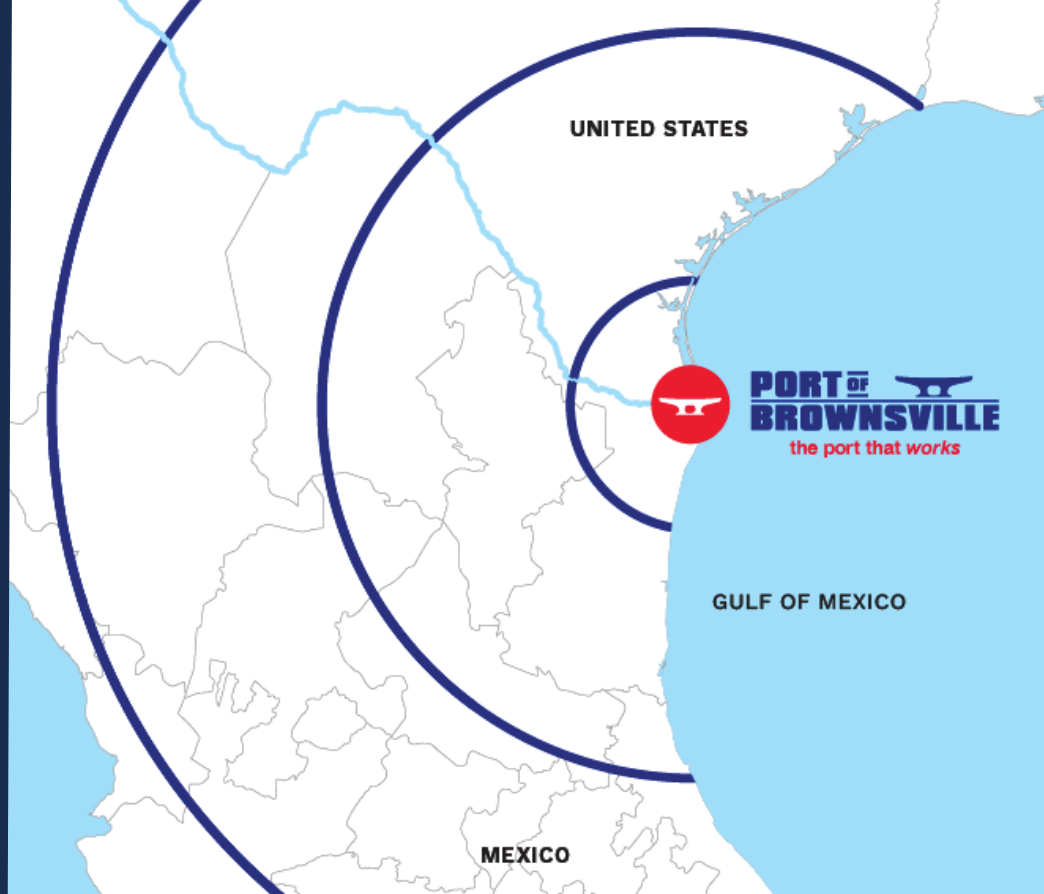 UNITED STATES
PORT OF
BROWNSVILLE
the port that works
GULF OF MEXICO
MEXICO